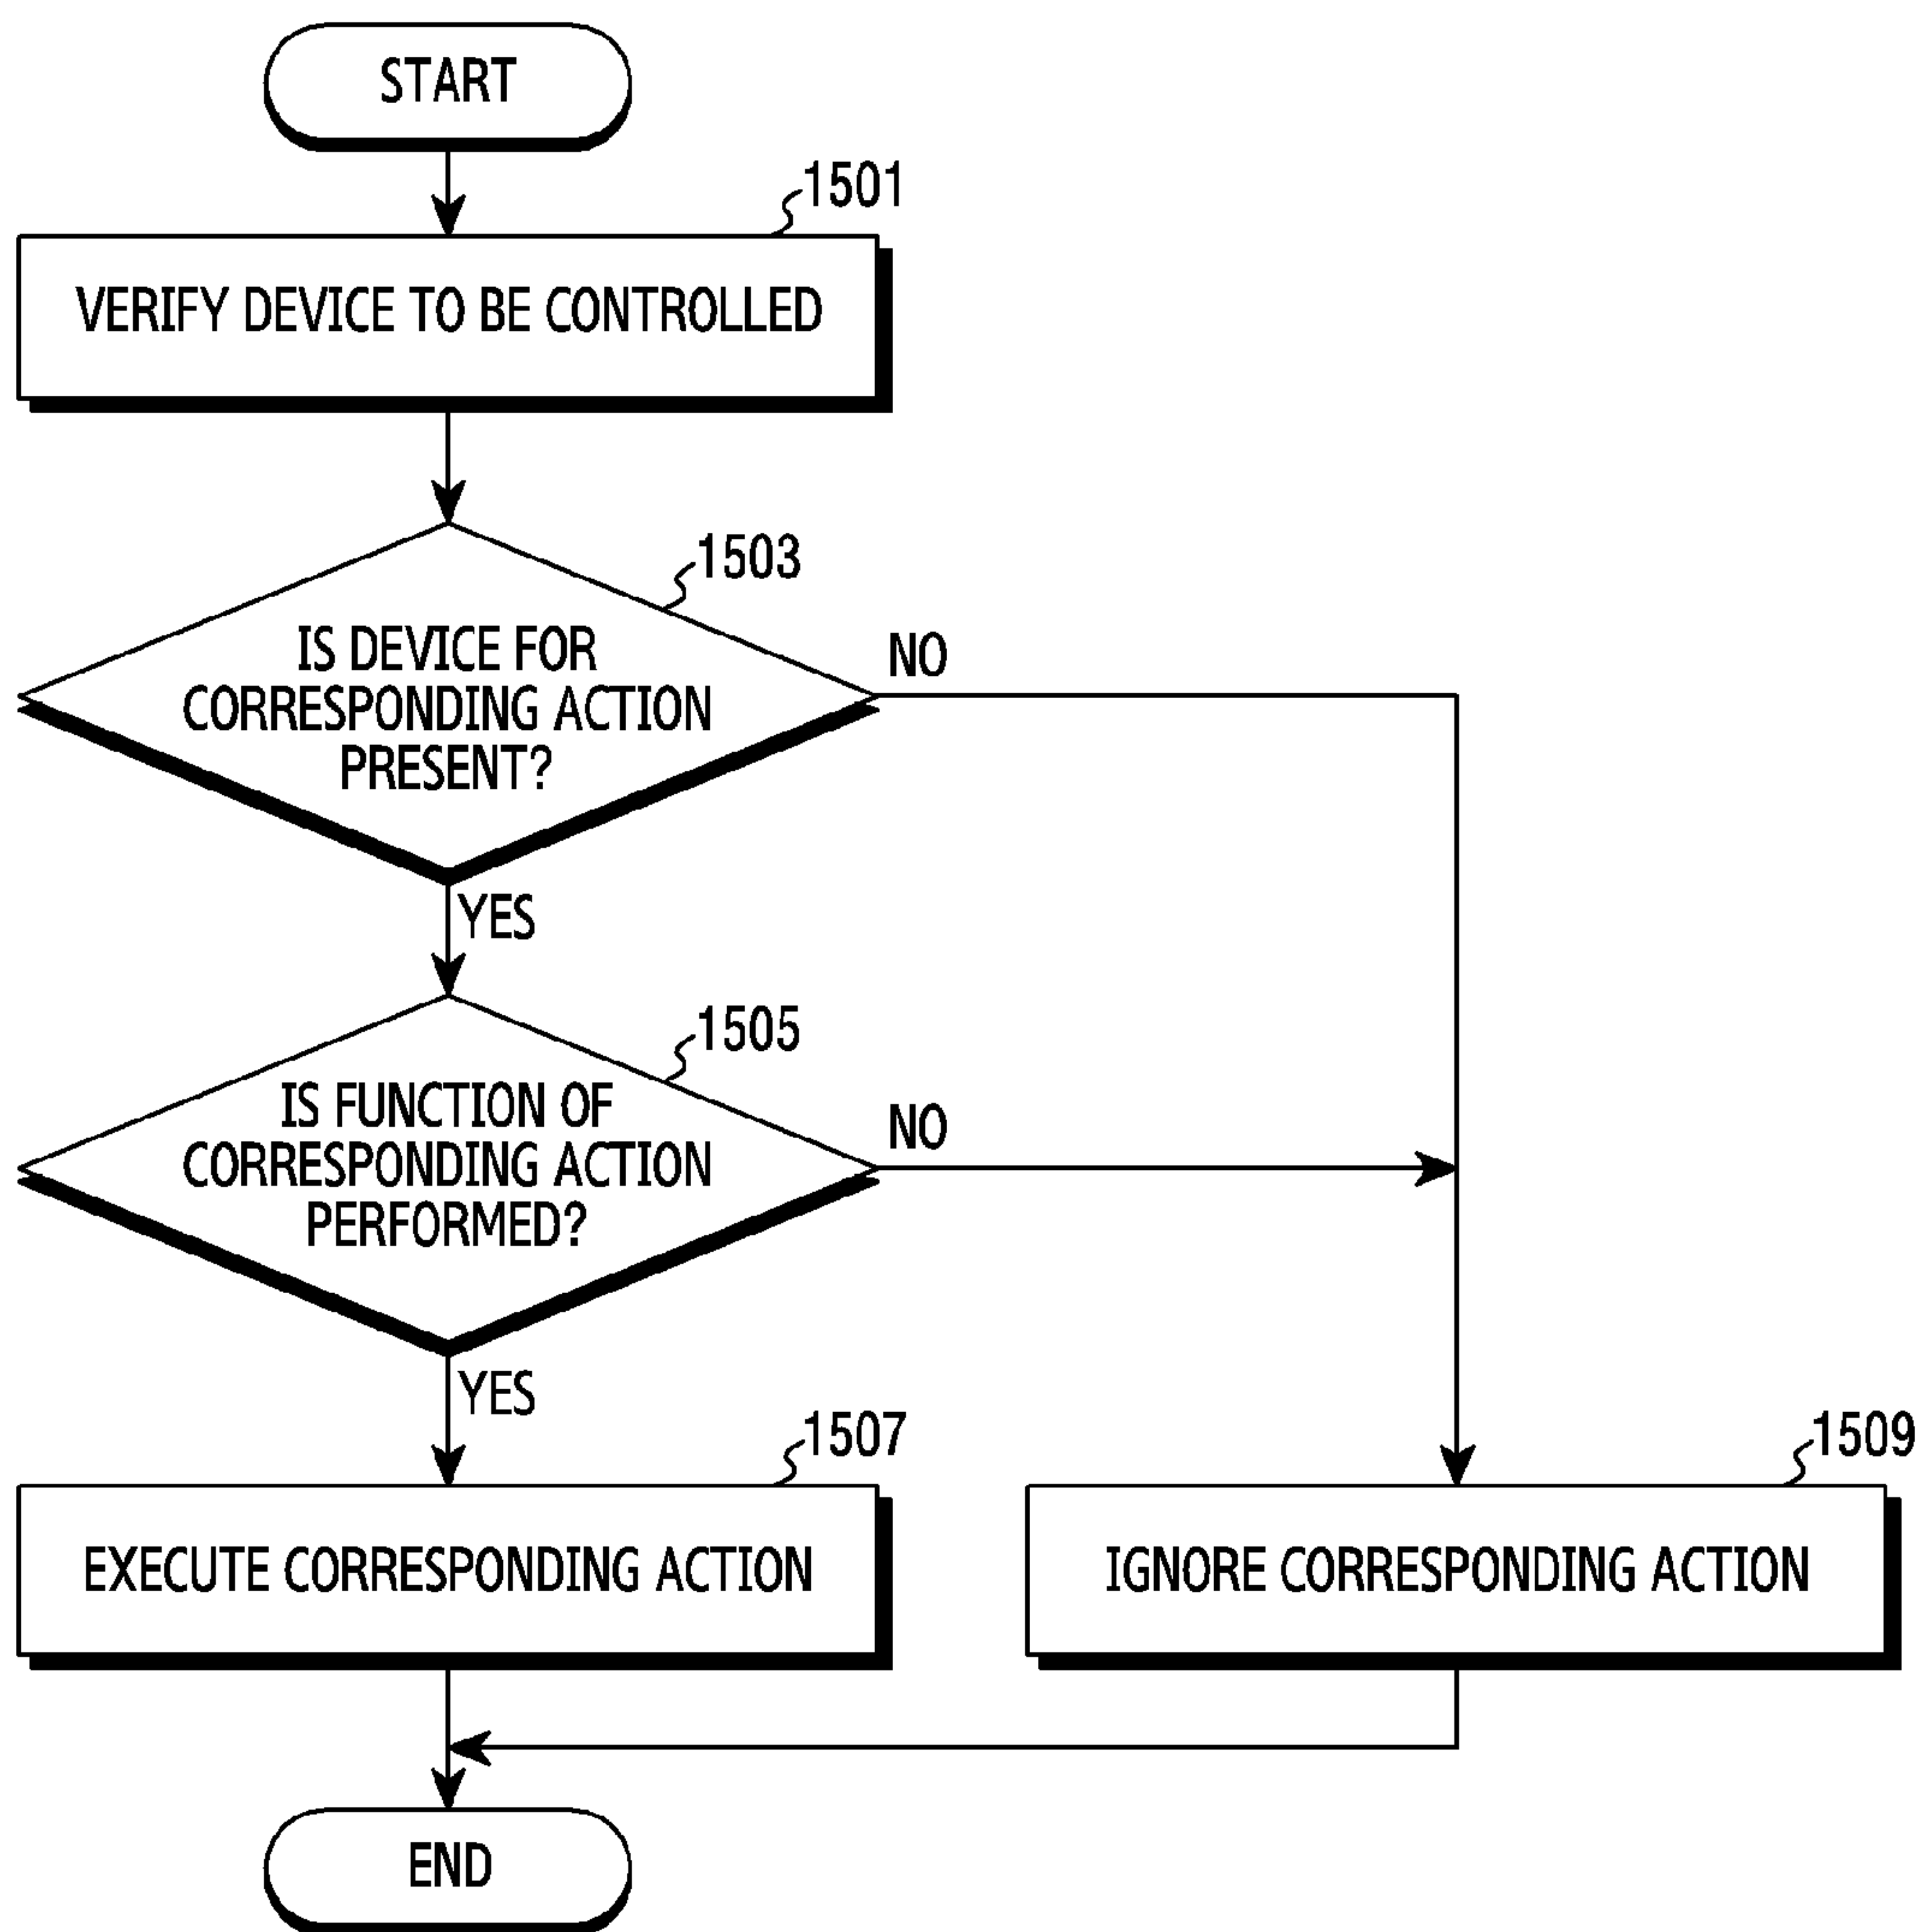 START
1501
VERIFY DEVICE TO BE CONTROLLED
1503
IS DEVICE FOR
CORRESPONDING ACTION
PRESENT?
NO
YES
1505
IS FUNCTION OF
CORRESPONDING ACTION
PERFORMED?
NO
YES
1507
EXECUTE CORRESPONDING ACTION
1509
IGNORE CORRESPONDING ACTION
END